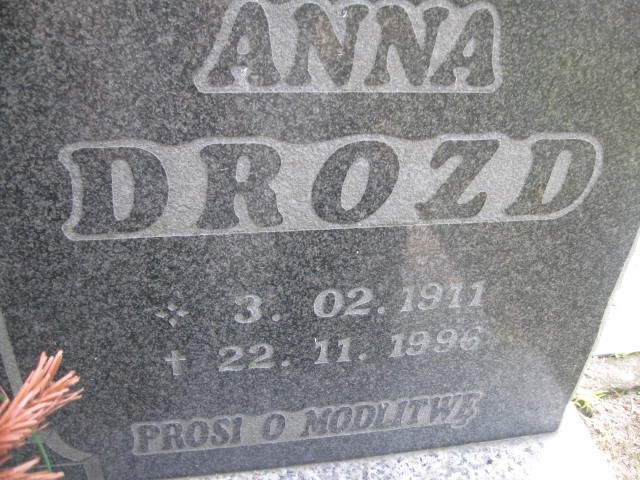 ANNA
DROZD
3. 02. 1911
✝ 22. 11. 1996
PROSI O MODLITWĘ